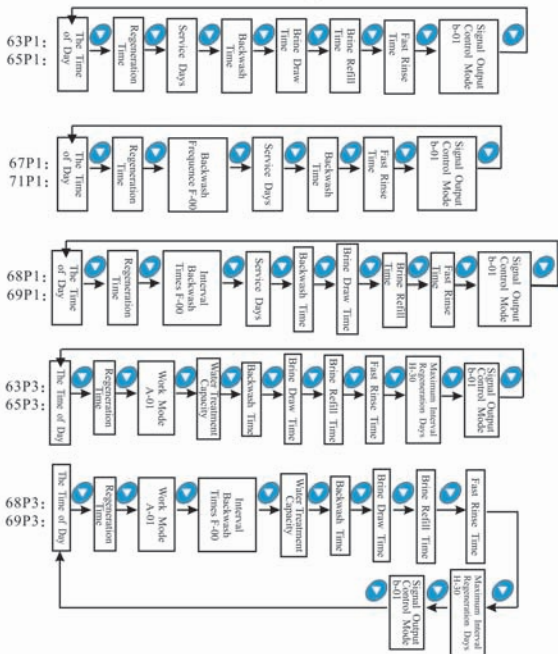 63P1:
65P1:
The Time
of Day
Regeneration
Time
Service Days
Backwash
Time
Brine Draw
Time
Brine Refill
Time
Fast Rinse
Time
Signal Output
Control Mode
b-01
67P1:
71P1:
The Time
of Day
Regeneration
Time
Backwash
Frequence F-00
Service Days
Backwash
Time
Fast Rinse
Time
Signal Output
Control Mode
b-01
68P1:
69P1:
The Time
of Day
Regeneration
Time
Interval
Backwash
Times F-00
Service Days
Backwash Time
Brine Draw Time
Brine Refill
Time
Fast Rinse
Time
Signal Output
Control Mode
b-01
63P3:
65P3:
The Time of Day
Regeneration
Time
Work Mode
A-01
Water Treatment
Capacity
Backwash Time
Brine Draw Time
Brine Refill Time
Fast Rinse Time
Maximum Interval
Regeneration Days
H-30
Signal Output
Control Mode
b-01
68P3:
69P3:
The Time of Day
Regeneration
Time
Work Mode
A-01
Interval
Backwash
Times F-00
Water Treatment
Capacity
Backwash Time
Brine Draw Time
Brine Refill Time
Fast Rinse Time
Maximum Interval
Regeneration Days
H-30
Signal Output
Control Mode
b-01